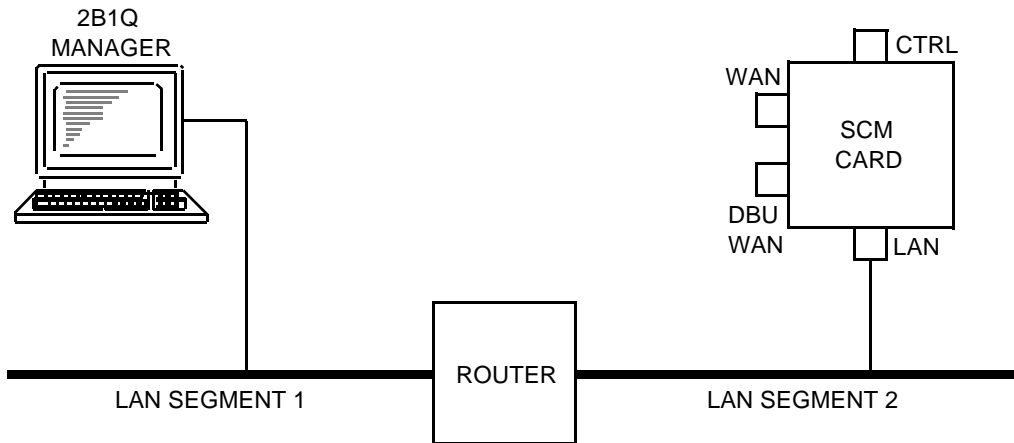 2B1Q
MANAGER
CTRL
WAN
SCM
CARD
DBU
WAN
LAN
ROUTER
LAN SEGMENT 1
LAN SEGMENT 2